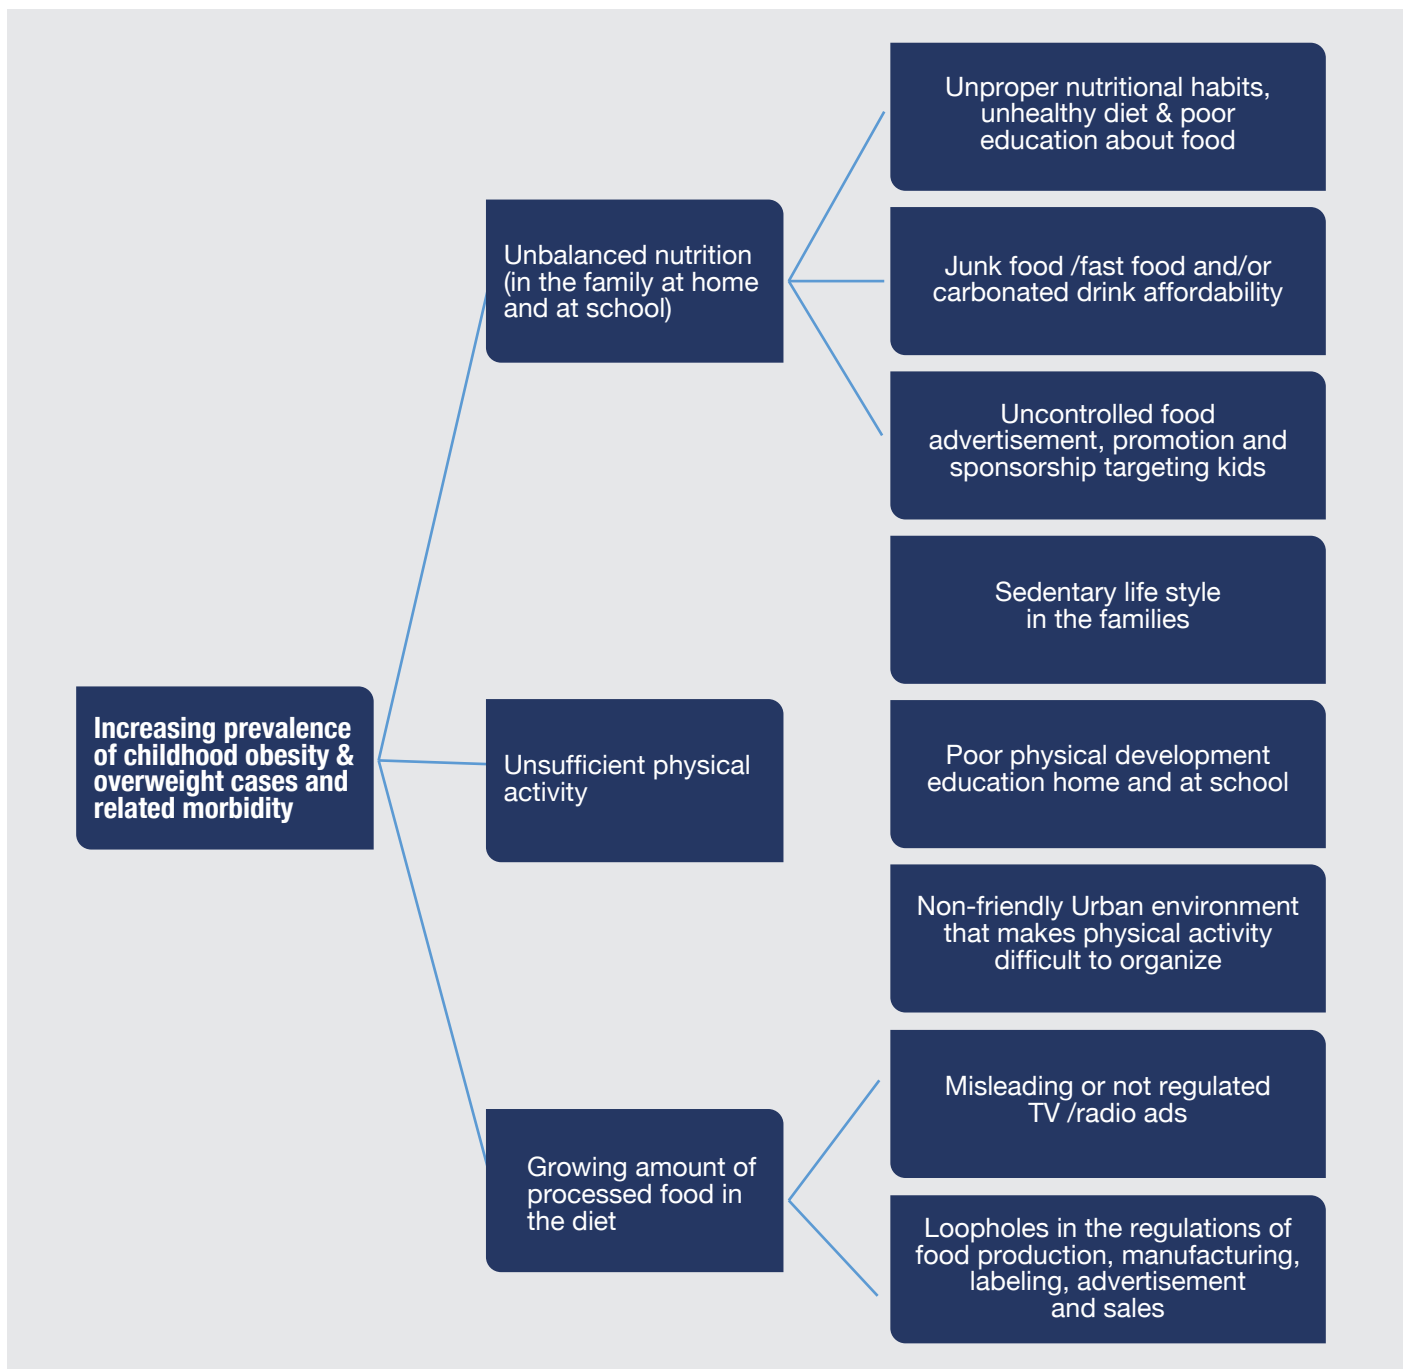 Unproper nutritional habits,
unhealthy diet & poor
education about food
Unbalanced nutrition
(in the family at home
and at school)
Junk food /fast food and/or
carbonated drink affordability
Uncontrolled food
advertisement, promotion and
sponsorship targeting kids
Sedentary life style
in the families
Increasing prevalence
of childhood obesity &
overweight cases and
related morbidity
Unsufficient physical
activity
Poor physical development
education home and at school
Non-friendly Urban environment
that makes physical activity
difficult to organize
Misleading or not regulated
TV /radio ads
Growing amount of
processed food in
the diet
Loopholes in the regulations of
food production, manufacturing,
labeling, advertisement
and sales